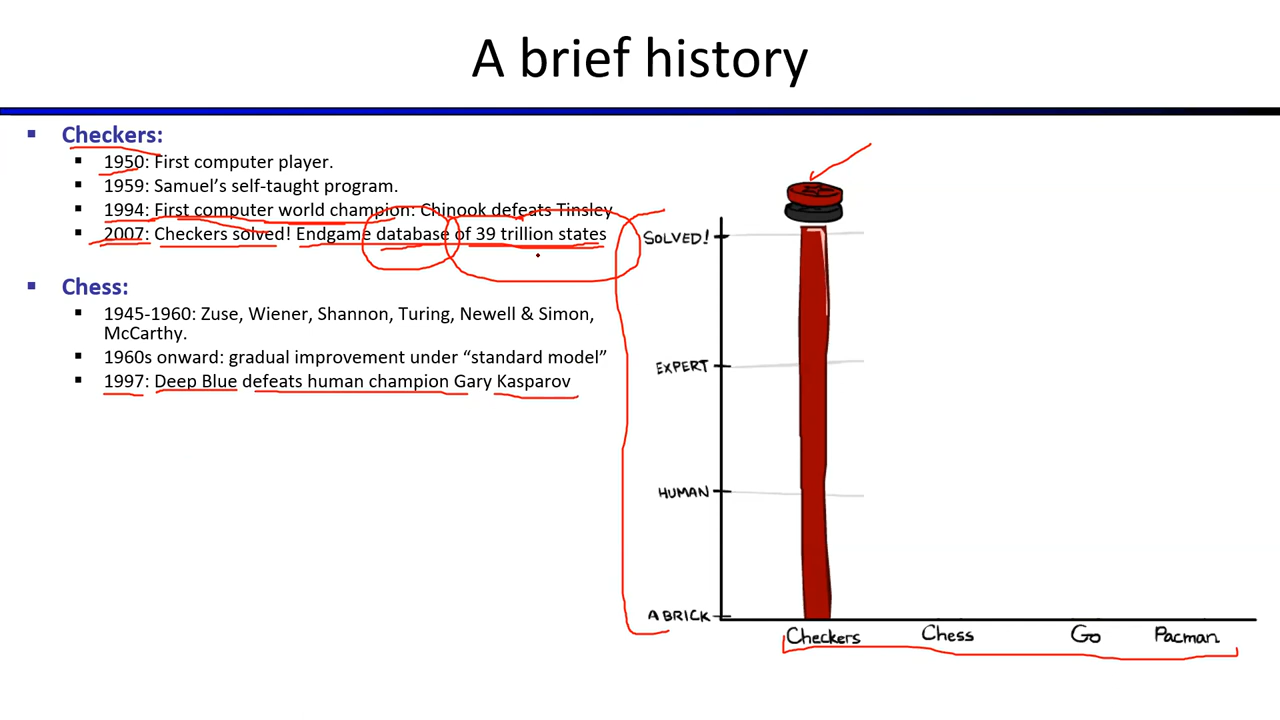 A brief history
Checkers:
1950: First computer player.
1959: Samuel’s self-taught program.
1994: First computer world champion: Chinook defeats Tinsley
2007: Checkers solved! Endgame database of 39 trillion states
Chess:
1945-1960: Zuse, Wiener, Shannon, Turing, Newell & Simon,
McCarthy.
1960s onward: gradual improvement under “standard model”
1997: Deep Blue defeats human champion Gary Kasparov
SOLVED!
EXPERT
HUMAN
A BRICK
Checkers Chess Go Pacman